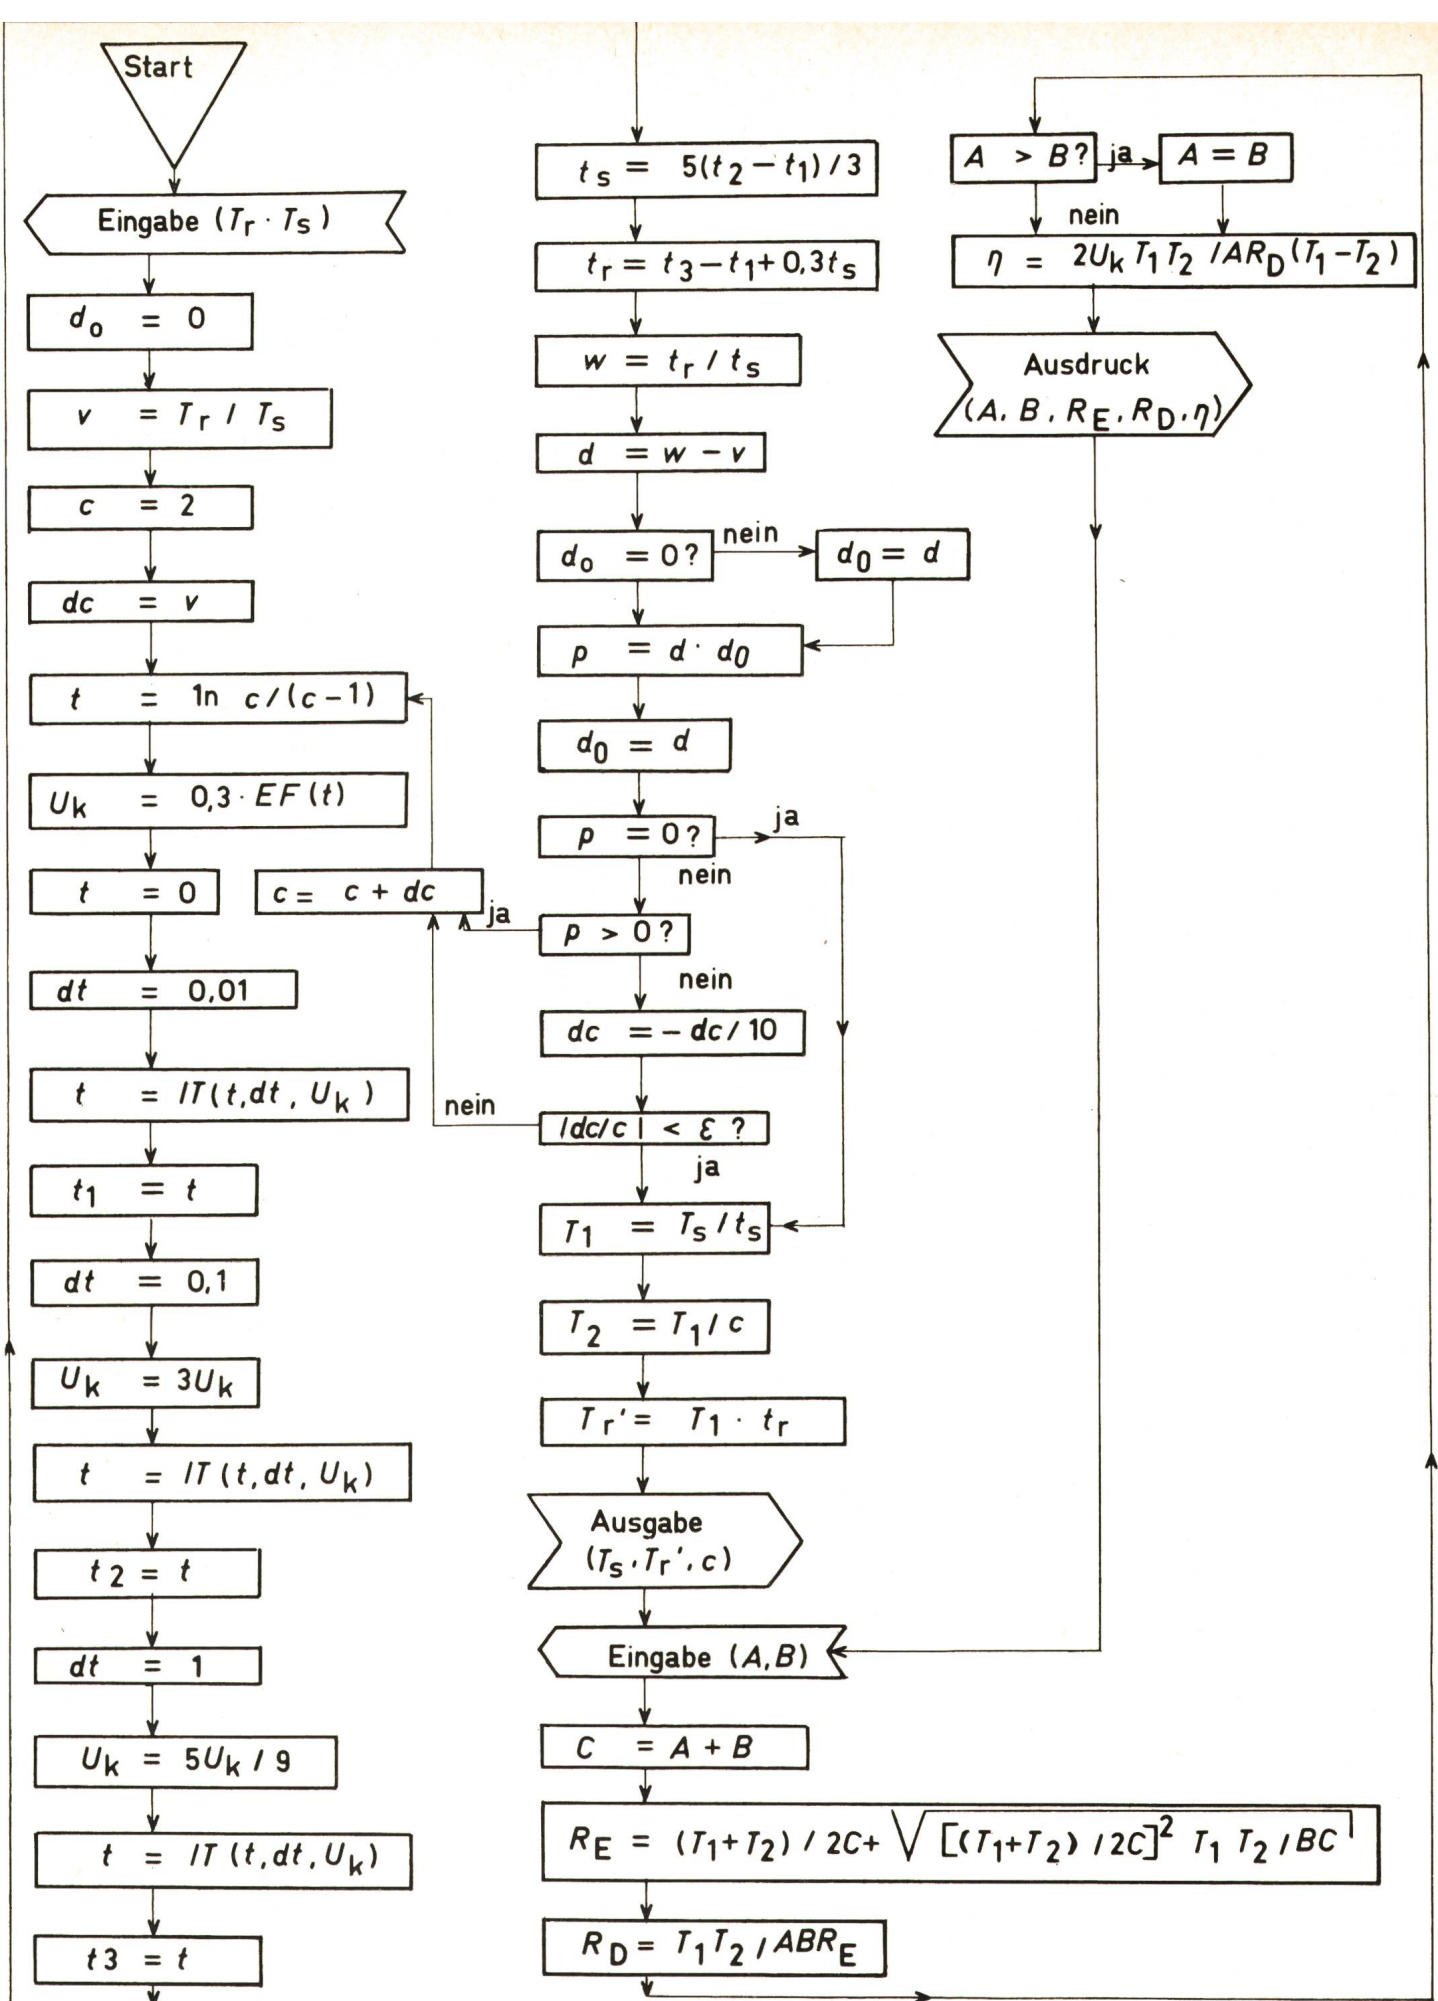 Start
Eingabe (Tr · Ts)
do = 0
v = Tr / Ts
c = 2
dc = v
t = ln c/(c-1)
Uk = 0,3 · EF(t)
t = 0
c = c + dc
dt = 0,01
t = IT(t,dt, Uk)
t1 = t
dt = 0,1
Uk = 3Uk
t = IT(t,dt, Uk)
t2 = t
dt = 1
Uk = 5Uk / 9
t = IT(t,dt,Uk)
t3 = t
ts = 5(t2 - t1) / 3
tr = t3 - t1 + 0,3ts
w = tr / ts
d = w - v
do = 0?
nein
d0 = d
p = d · d0
d0 = d
p = 0?
ja
nein
p > 0?
ja
nein
dc = - dc / 10
|dc/c| < ε ?
nein
ja
T1 = Ts / ts
T2 = T1 / c
Tr' = T1 · tr
Ausgabe
(Ts, Tr', c)
Eingabe (A,B)
C = A + B
RE = (T1+T2) / 2C + √[(T1+T2) / 2C]² T1 T2 / BC
RD = T1T2 / ABRE
A > B?
ja
A = B
nein
η = 2Uk T1 T2 / ARD (T1-T2)
Ausdruck
(A, B, RE, RD, η)